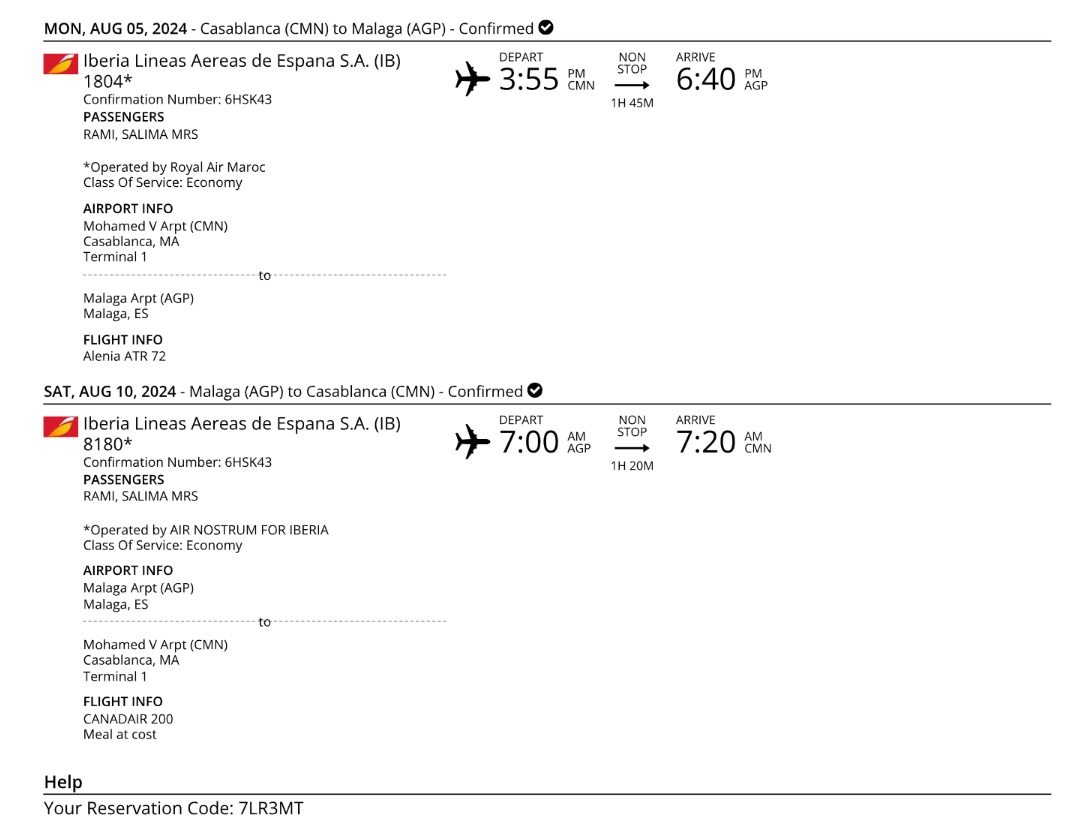 MON, AUG 05, 2024 - Casablanca (CMN) to Malaga (AGP) - Confirmed
Iberia Lineas Aereas de Espana S.A. (IB)
1804*
Confirmation Number: 6HSK43
PASSENGERS
RAMI, SALIMA MRS
*Operated by Royal Air Maroc
Class Of Service: Economy
AIRPORT INFO
Mohamed V Arpt (CMN)
Casablanca, MA
Terminal 1
to
Malaga Arpt (AGP)
Malaga, ES
FLIGHT INFO
Alenia ATR 72
DEPART
3:55 PM CMN
NON STOP
1H 45M
ARRIVE
6:40 PM AGP
SAT, AUG 10, 2024 - Malaga (AGP) to Casablanca (CMN) - Confirmed
Iberia Lineas Aereas de Espana S.A. (IB)
8180*
Confirmation Number: 6HSK43
PASSENGERS
RAMI, SALIMA MRS
*Operated by AIR NOSTRUM FOR IBERIA
Class Of Service: Economy
AIRPORT INFO
Malaga Arpt (AGP)
Malaga, ES
to
Mohamed V Arpt (CMN)
Casablanca, MA
Terminal 1
FLIGHT INFO
CANADAIR 200
Meal at cost
DEPART
7:00 AM AGP
NON STOP
1H 20M
ARRIVE
7:20 AM CMN
Help
Your Reservation Code: 7LR3MT